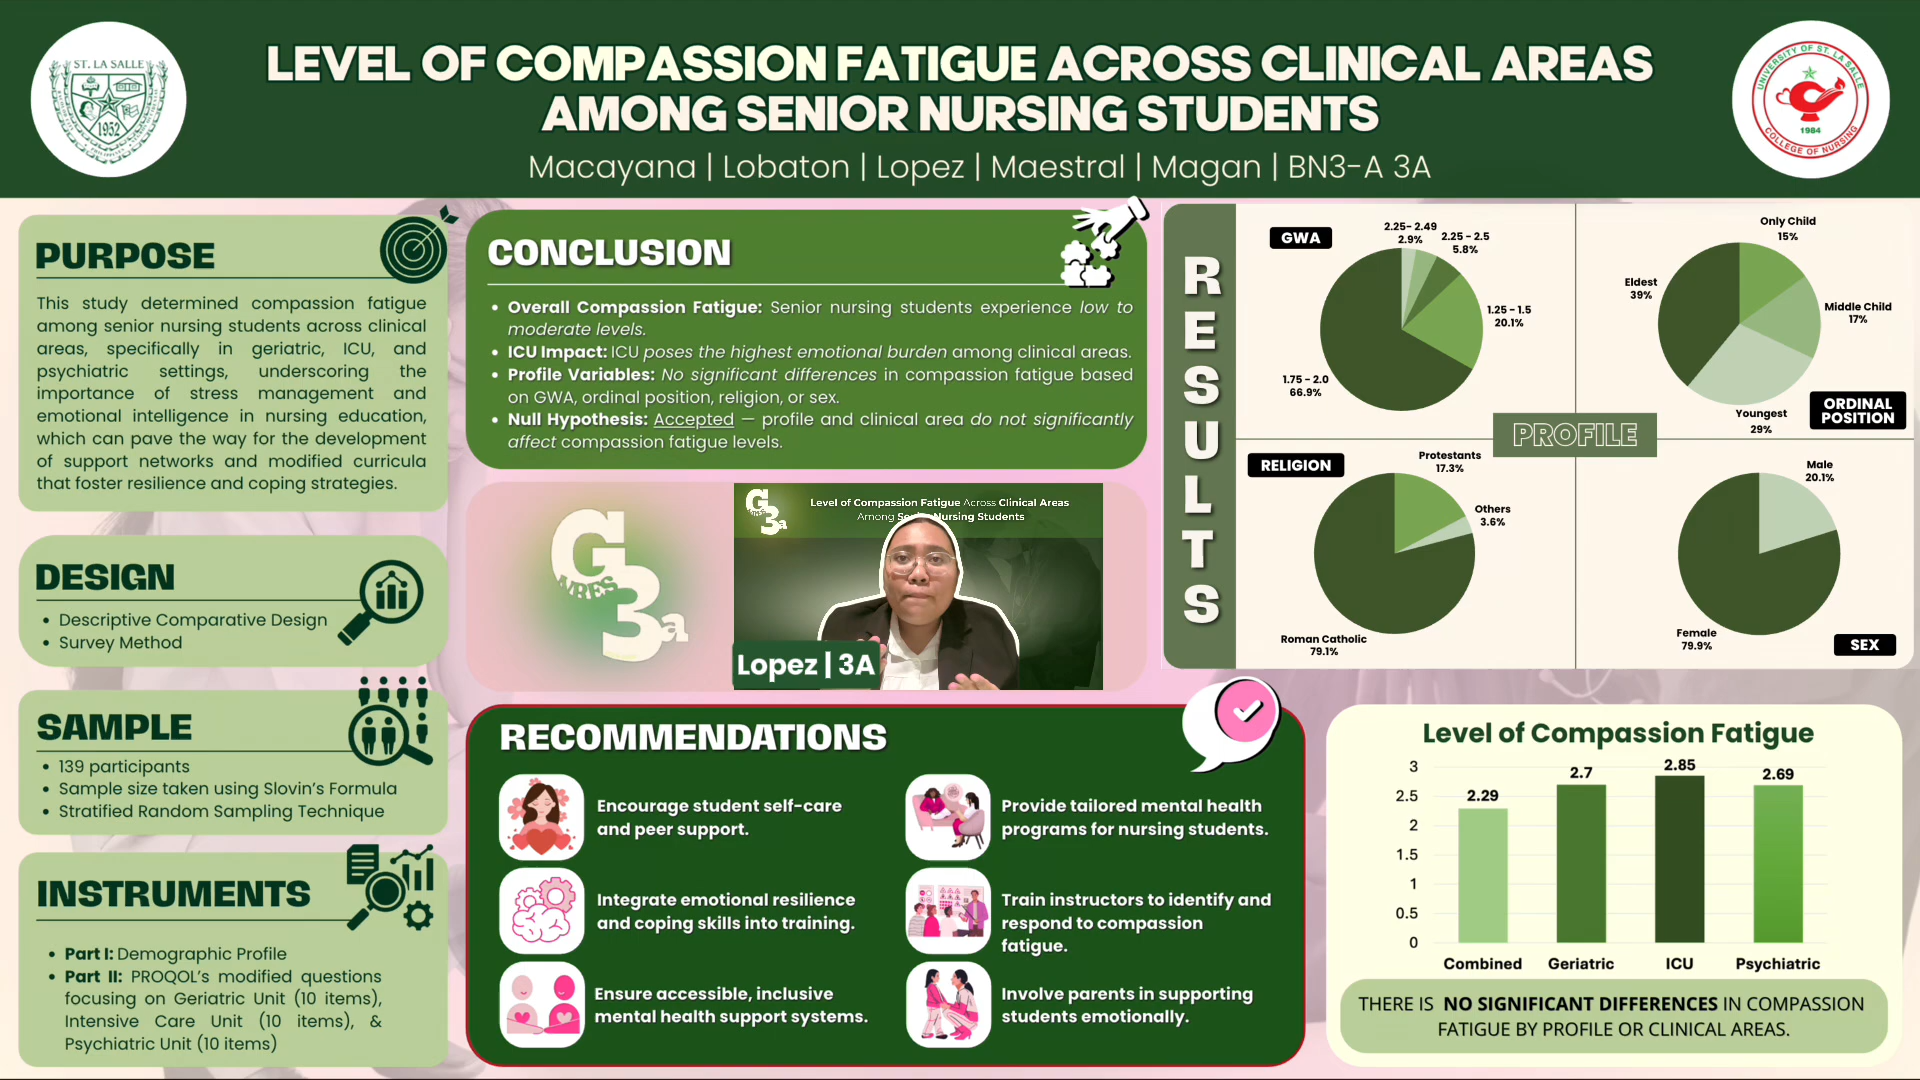 LEVEL OF COMPASSION FATIGUE ACROSS CLINICAL AREAS
AMONG SENIOR NURSING STUDENTS
Macayana | Lobaton | Lopez | Maestral | Magan | BN3-A 3A
ST. LA SALLE
1952
UNIVERSITY OF ST. LA SALLE
1984
COLLEGE OF NURSING
PURPOSE
This study determined compassion fatigue
among senior nursing students across clinical
areas, specifically in geriatric, ICU, and
psychiatric settings, underscoring the
importance of stress management and
emotional intelligence in nursing education,
which can pave the way for the development
of support networks and modified curricula
that foster resilience and coping strategies.
DESIGN
• Descriptive Comparative Design
• Survey Method
SAMPLE
• 139 participants
• Sample size taken using Slovin's Formula
• Stratified Random Sampling Technique
INSTRUMENTS
• Part I: Demographic Profile
• Part II: PROQOL's modified questions
focusing on Geriatric Unit (10 items),
Intensive Care Unit (10 items), &
Psychiatric Unit (10 items)
CONCLUSION
• Overall Compassion Fatigue: Senior nursing students experience low to
moderate levels.
• ICU Impact: ICU poses the highest emotional burden among clinical areas.
• Profile Variables: No significant differences in compassion fatigue based
on GWA, ordinal position, religion, or sex.
• Null Hypothesis: Accepted — profile and clinical area do not significantly
affect compassion fatigue levels.
G
NRES
3a
G
3a
Level of Compassion Fatigue Across Clinical Areas
Among Senior Nursing Students
Lopez | 3A
RECOMMENDATIONS
Encourage student self-care
and peer support.
Integrate emotional resilience
and coping skills into training.
Ensure accessible, inclusive
mental health support systems.
Provide tailored mental health
programs for nursing students.
Train instructors to identify and
respond to compassion
fatigue.
Involve parents in supporting
students emotionally.
RESULTS
PROFILE
GWA
2.25- 2.49
2.9%
2.25 - 2.5
5.8%
1.25 - 1.5
20.1%
1.75 - 2.0
66.9%
Only Child
15%
Eldest
39%
Middle Child
17%
Youngest
29%
ORDINAL
POSITION
RELIGION
Protestants
17.3%
Others
3.6%
Roman Catholic
79.1%
Male
20.1%
Female
79.9%
SEX
Level of Compassion Fatigue
3
2.5
2
1.5
1
0.5
0
2.29
2.7
2.85
2.69
Combined
Geriatric
ICU
Psychiatric
THERE IS NO SIGNIFICANT DIFFERENCES IN COMPASSION
FATIGUE BY PROFILE OR CLINICAL AREAS.